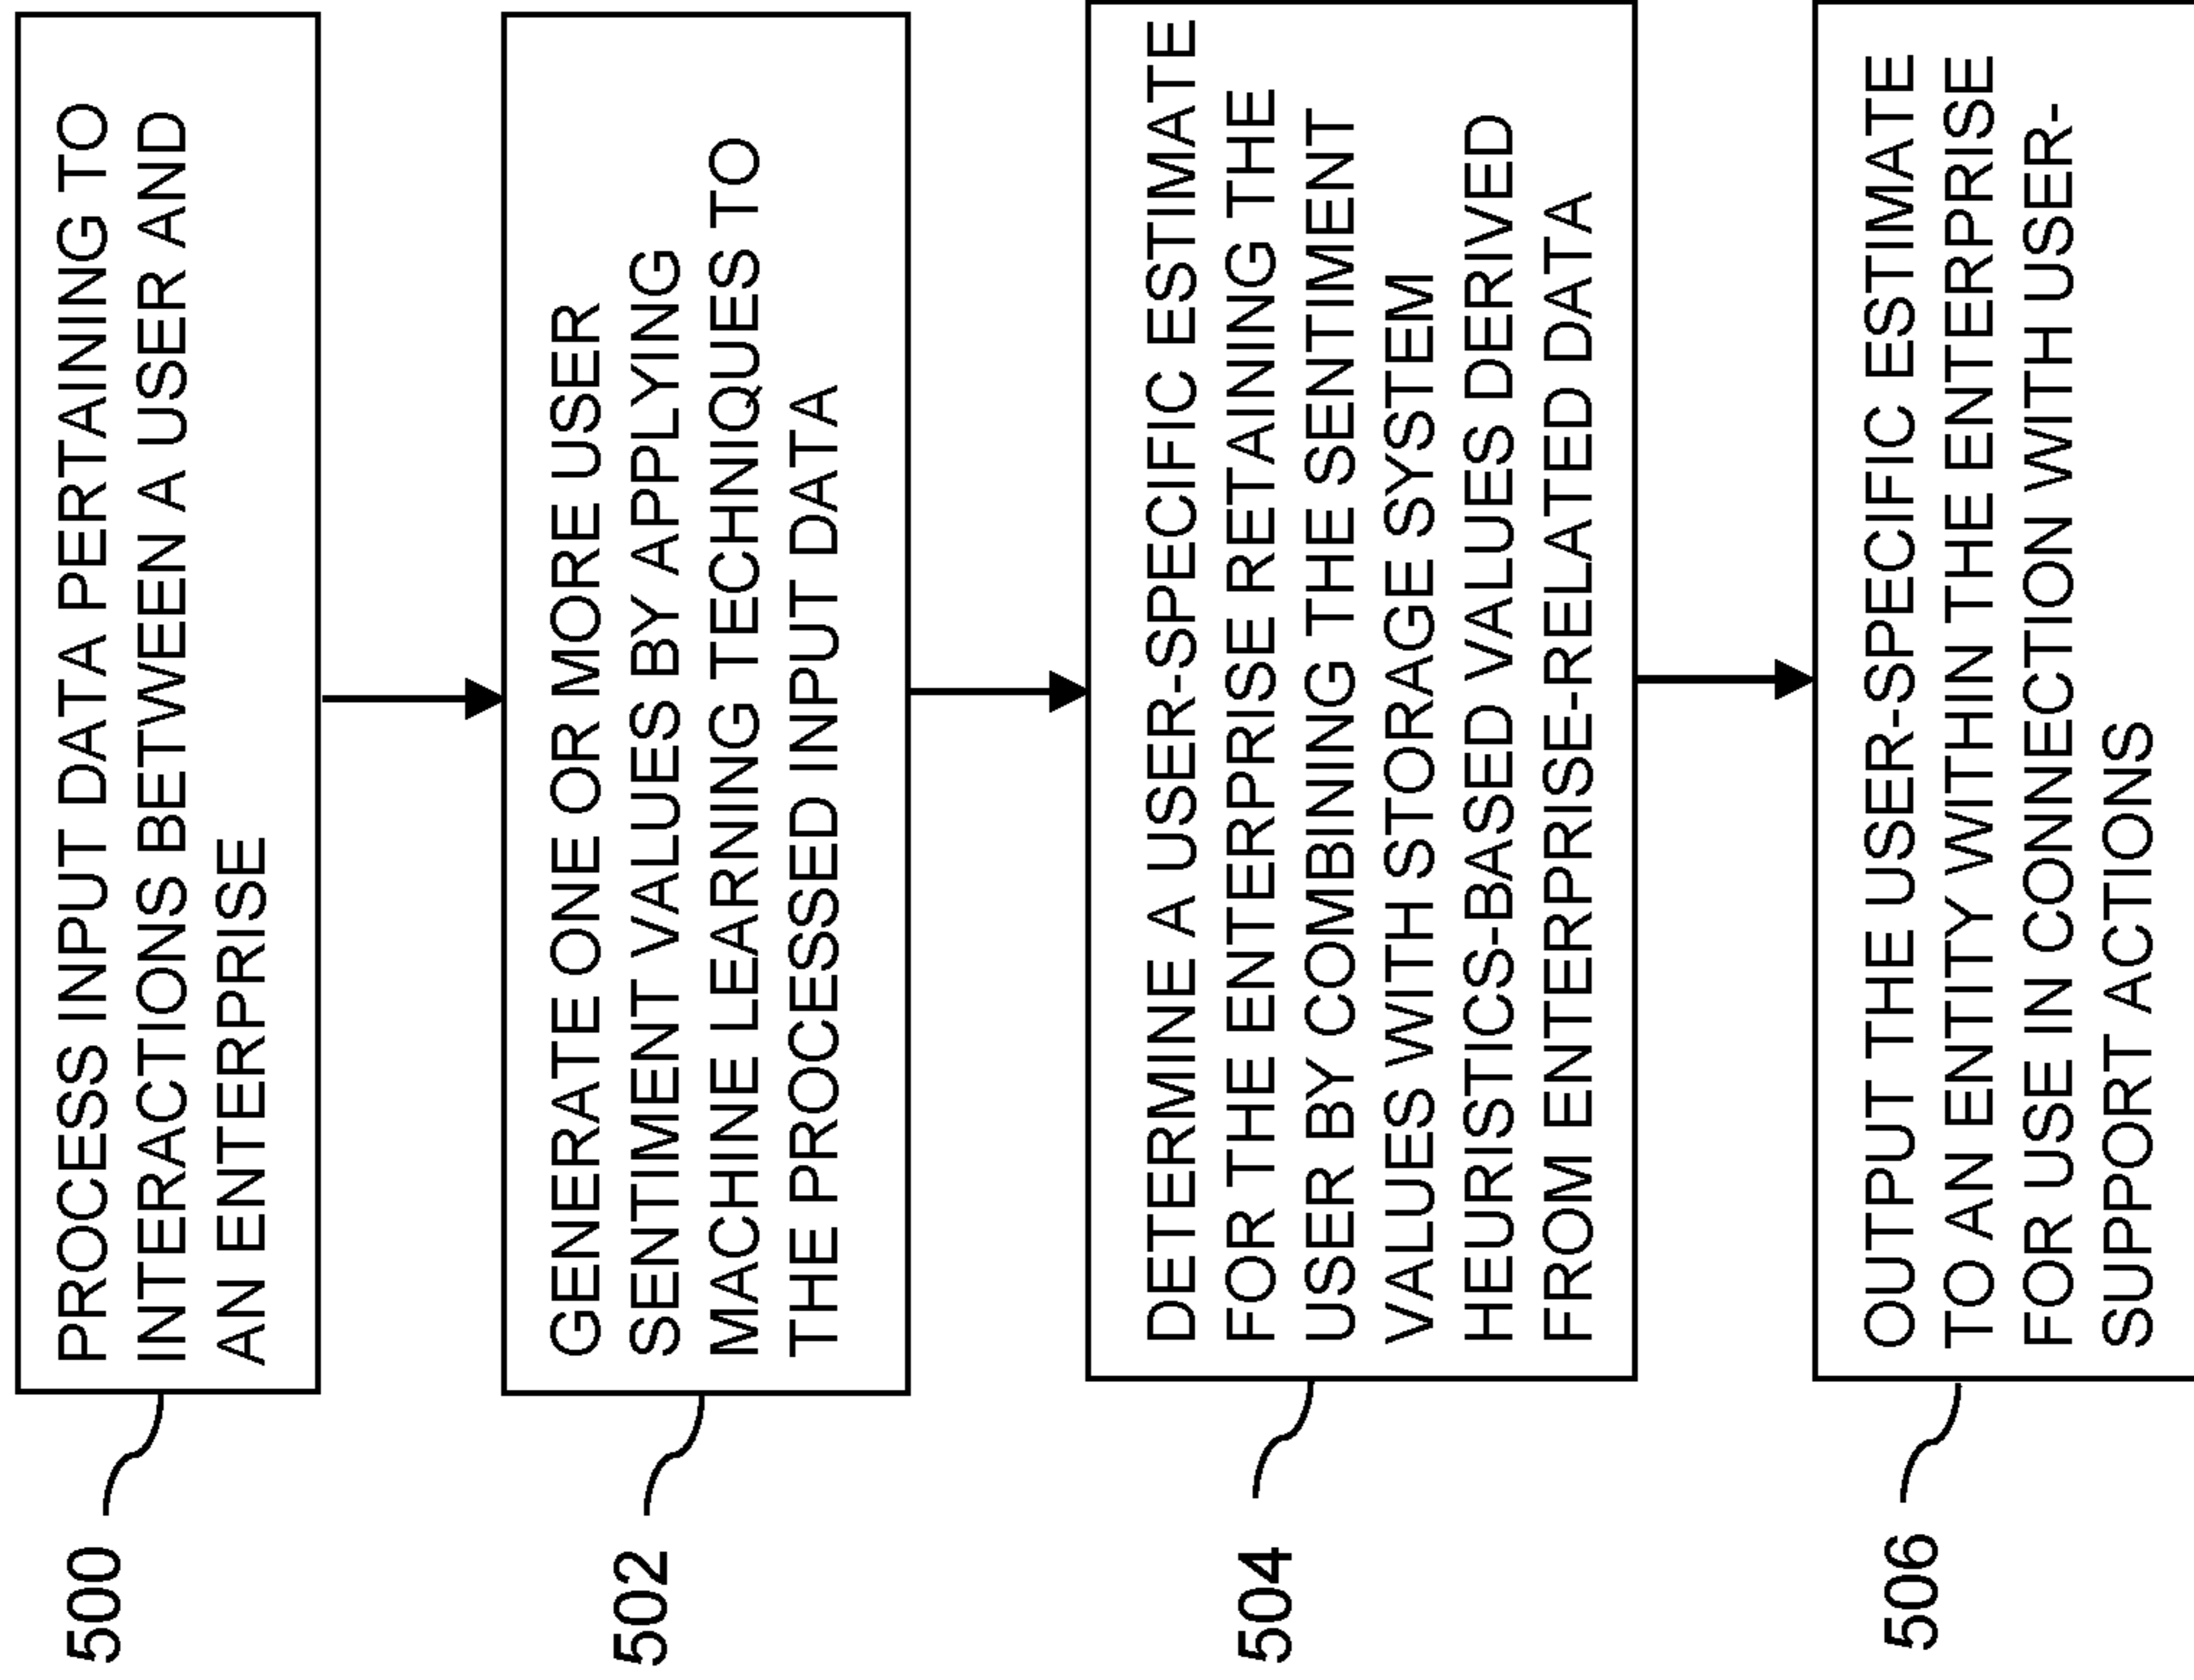 500
PROCESS INPUT DATA PERTAINING TO
INTERACTIONS BETWEEN A USER AND
AN ENTERPRISE
502
GENERATE ONE OR MORE USER
SENTIMENT VALUES BY APPLYING
MACHINE LEARNING TECHNIQUES TO
THE PROCESSED INPUT DATA
504
DETERMINE A USER-SPECIFIC ESTIMATE
FOR THE ENTERPRISE RETAINING THE
USER BY COMBINING THE SENTIMENT
VALUES WITH STORAGE SYSTEM
HEURISTICS-BASED VALUES DERIVED
FROM ENTERPRISE-RELATED DATA
506
OUTPUT THE USER-SPECIFIC ESTIMATE
TO AN ENTITY WITHIN THE ENTERPRISE
FOR USE IN CONNECTION WITH USER-
SUPPORT ACTIONS